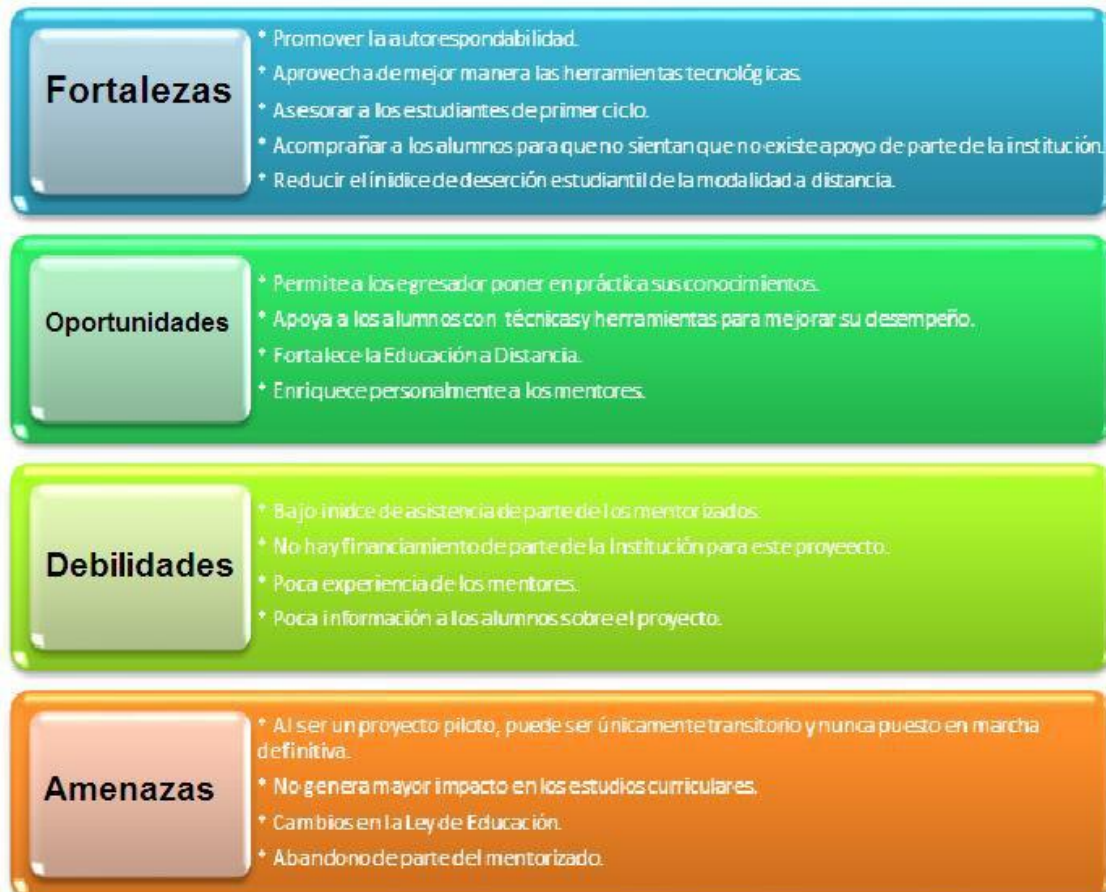 Fortalezas
* Promover la autorespondabilidad.
* Aprovecha de mejor manera las herramientas tecnológicas.
* Asesorar a los estudiantes de primer ciclo.
* Acomprañar a los alumnos para que no sientan que no existe apoyo de parte de la institución.
* Reducir el ínidice de deserción estudiantil de la modalidad a distancia.
Oportunidades
* Permite a los egresador poner en práctica sus conocimientos.
* Apoya a los alumnos con técnicas y herramientas para mejorar su desempeño.
* Fortalece la Educación a Distancia.
* Enriquece personalmente a los mentores.
Debilidades
* Bajo inidce de asistencia de parte de los mentorizados.
* No hay financiamiento de parte de la Institución para este proyeecto.
* Poca experiencia de los mentores.
* Poca información a los alumnos sobre el proyecto.
Amenazas
* Al ser un proyecto piloto, puede ser únicamente transitorio y nunca puesto en marcha
definitiva.
* No genera mayor impacto en los estudios curriculares.
* Cambios en la Ley de Educación.
* Abandono de parte del mentorizado.